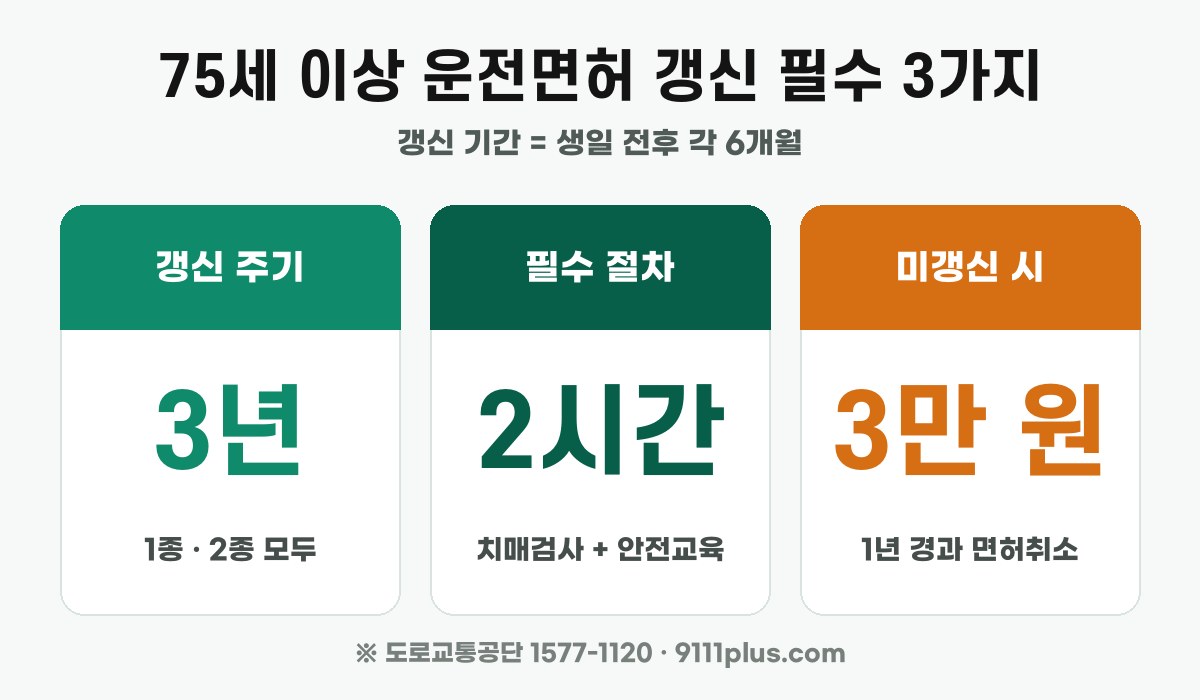 75세 이상 운전면허 갱신 필수 3가지
갱신 기간 = 생일 전후 각 6개월
갱신 주기
3년
1종 · 2종 모두
필수 절차
2시간
치매검사 + 안전교육
미갱신 시
3만 원
1년 경과 면허취소
※ 도로교통공단 1577-1120 · 9111plus.com